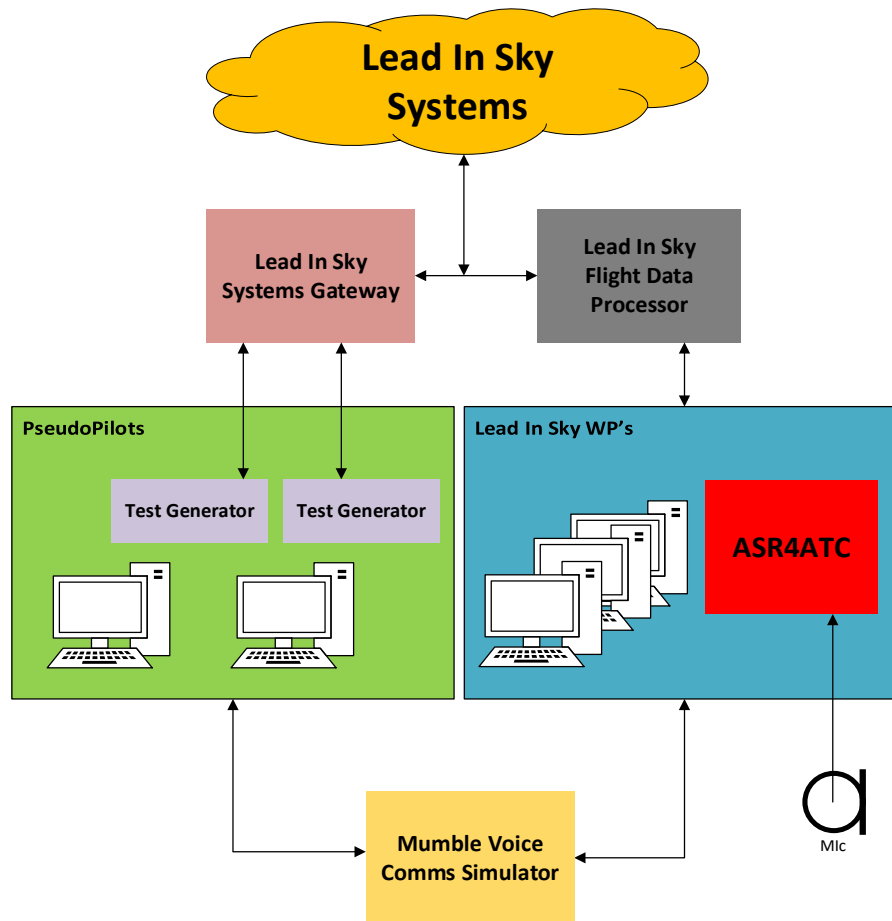 Lead In Sky
Systems
Lead In Sky
Systems Gateway
Lead In Sky
Flight Data
Processor
PseudoPilots
Test Generator
Test Generator
Lead In Sky WP's
ASR4ATC
Mumble Voice
Comms Simulator
MIc